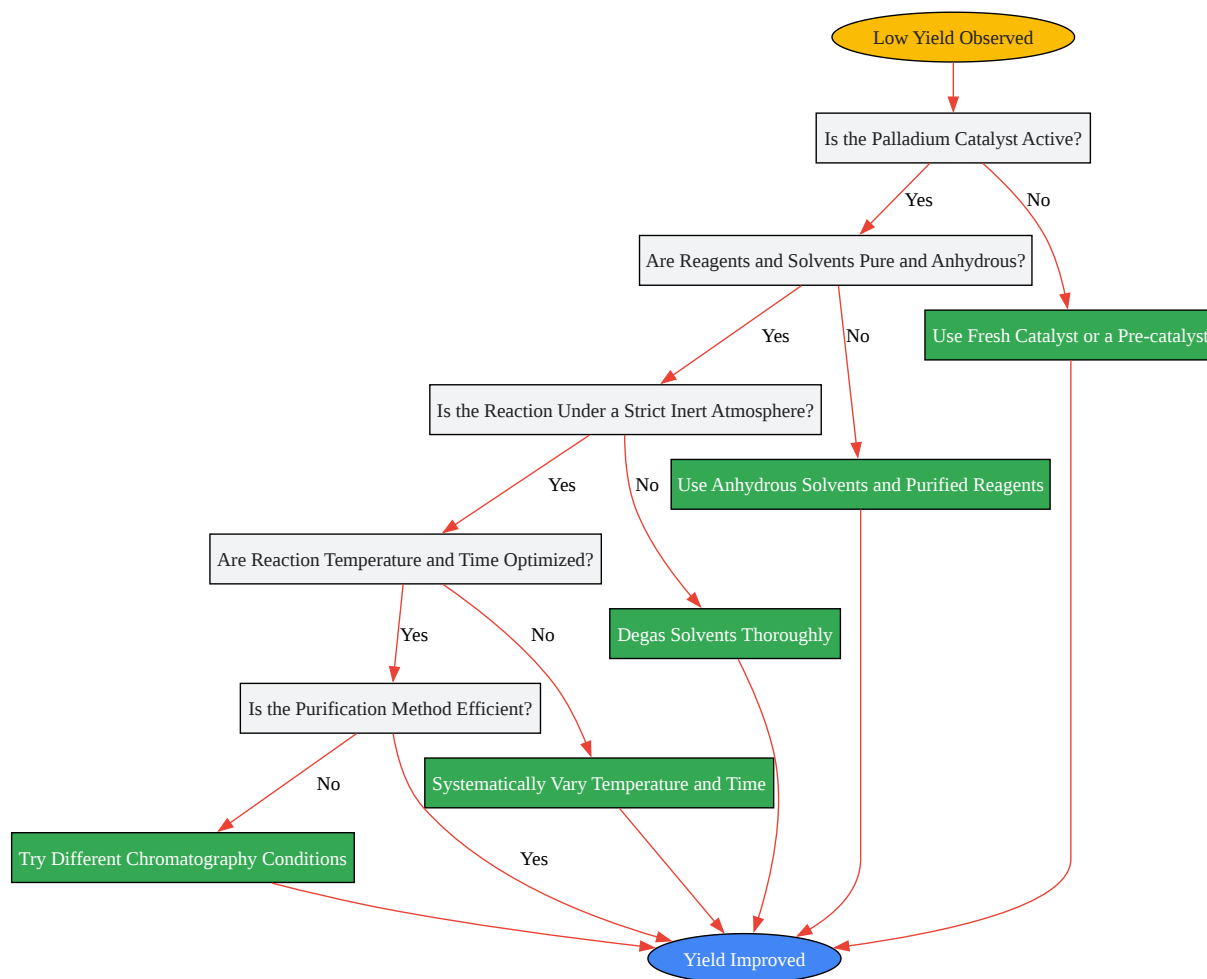 Low Yield Observed
Is the Palladium Catalyst Active?
Yes
No
Are Reagents and Solvents Pure and Anhydrous?
Yes
No
Use Fresh Catalyst or a Pre-catalyst
Is the Reaction Under a Strict Inert Atmosphere?
Yes
No
Use Anhydrous Solvents and Purified Reagents
Are Reaction Temperature and Time Optimized?
Yes
No
Degas Solvents Thoroughly
Is the Purification Method Efficient?
No
Systematically Vary Temperature and Time
Try Different Chromatography Conditions
Yes
Yield Improved